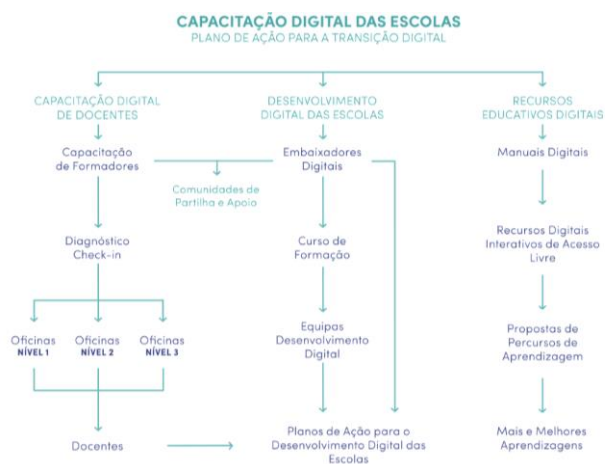 CAPACITAÇÃO DIGITAL DAS ESCOLAS
PLANO DE AÇÃO PARA A TRANSIÇÃO DIGITAL
CAPACITAÇÃO DIGITAL
DE DOCENTES
DESENVOLVIMENTO
DIGITAL DAS ESCOLAS
RECURSOS
EDUCATIVOS DIGITAIS
Capacitação
de Formadores
Embaixadores
Digitais
Manuais Digitais
Comunidades de
Partilha e Apoio
Diagnóstico
Check-in
Curso de
Formação
Recursos Digitais
Interativos de Acesso
Livre
Oficinas
NÍVEL 1
Oficinas
NÍVEL 2
Oficinas
NÍVEL 3
Equipas
Desenvolvimento
Digital
Propostas de
Percursos de
Aprendizagem
Docentes
Planos de Ação para o
Desenvolvimento Digital das
Escolas
Mais e Melhores
Aprendizagens